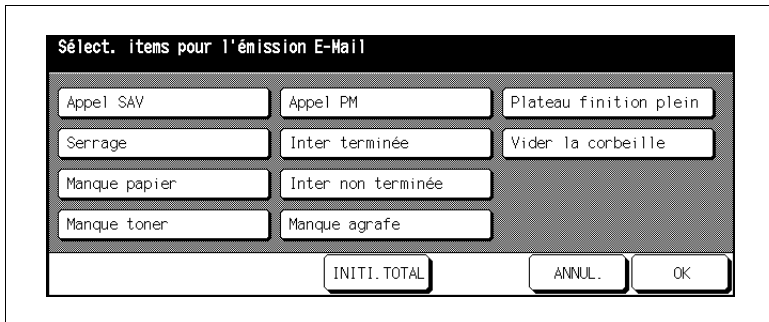 Sélect. items pour l'émission E-Mail
Appel SAV Appel PM Plateau finition plein
Serrage Inter terminée Vider la corbeille
Manque papier Inter non terminée
Manque toner Manque agrafe
INITI.TOTAL ANNUL. OK